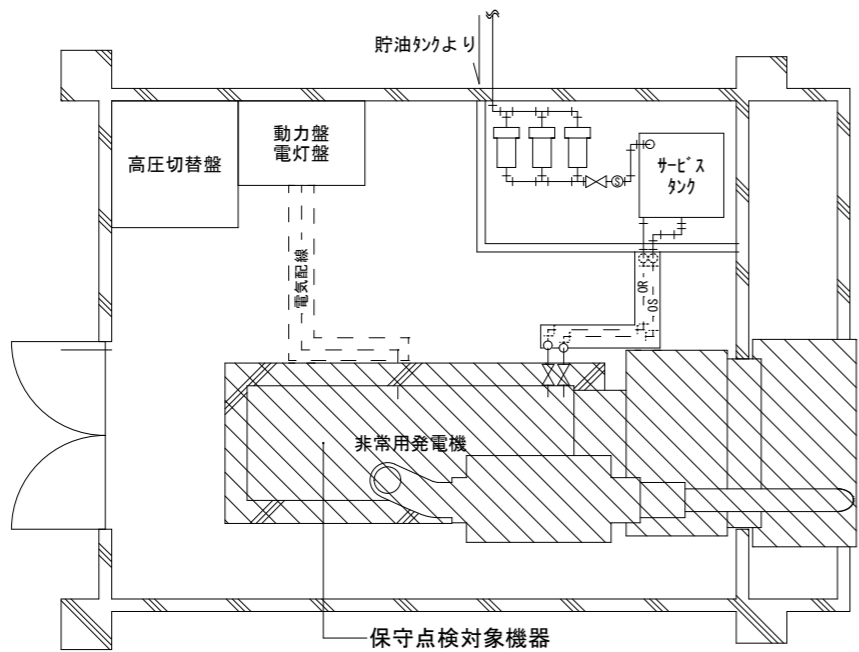 貯油ﾀﾝｸより
動力盤
電灯盤
高圧切替盤
ｻｰﾋﾞｽ
ﾀﾝｸ
S
電気配線
OR
OS
非常用発電機
保守点検対象機器